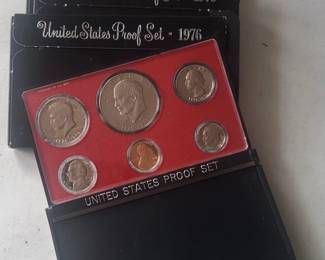 United States Proof Set · 1976
UNITED STATES PROOF SET